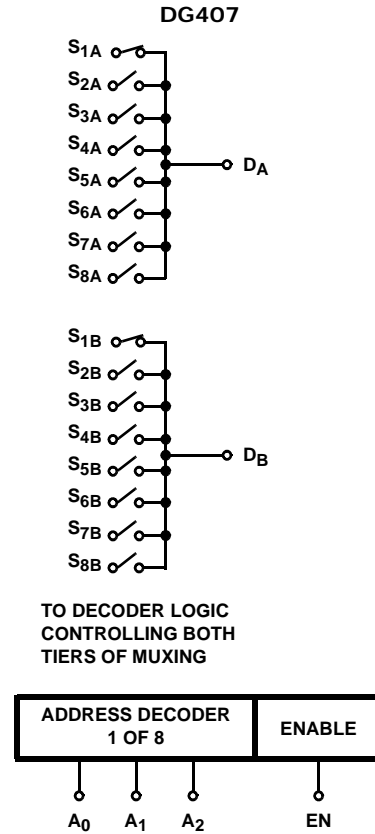 DG407
S1A
S2A
S3A
S4A
S5A
S6A
S7A
S8A
DA
S1B
S2B
S3B
S4B
S5B
S6B
S7B
S8B
DB
TO DECODER LOGIC
CONTROLLING BOTH
TIERS OF MUXING
ADDRESS DECODER
1 OF 8
ENABLE
A0 A1 A2 EN